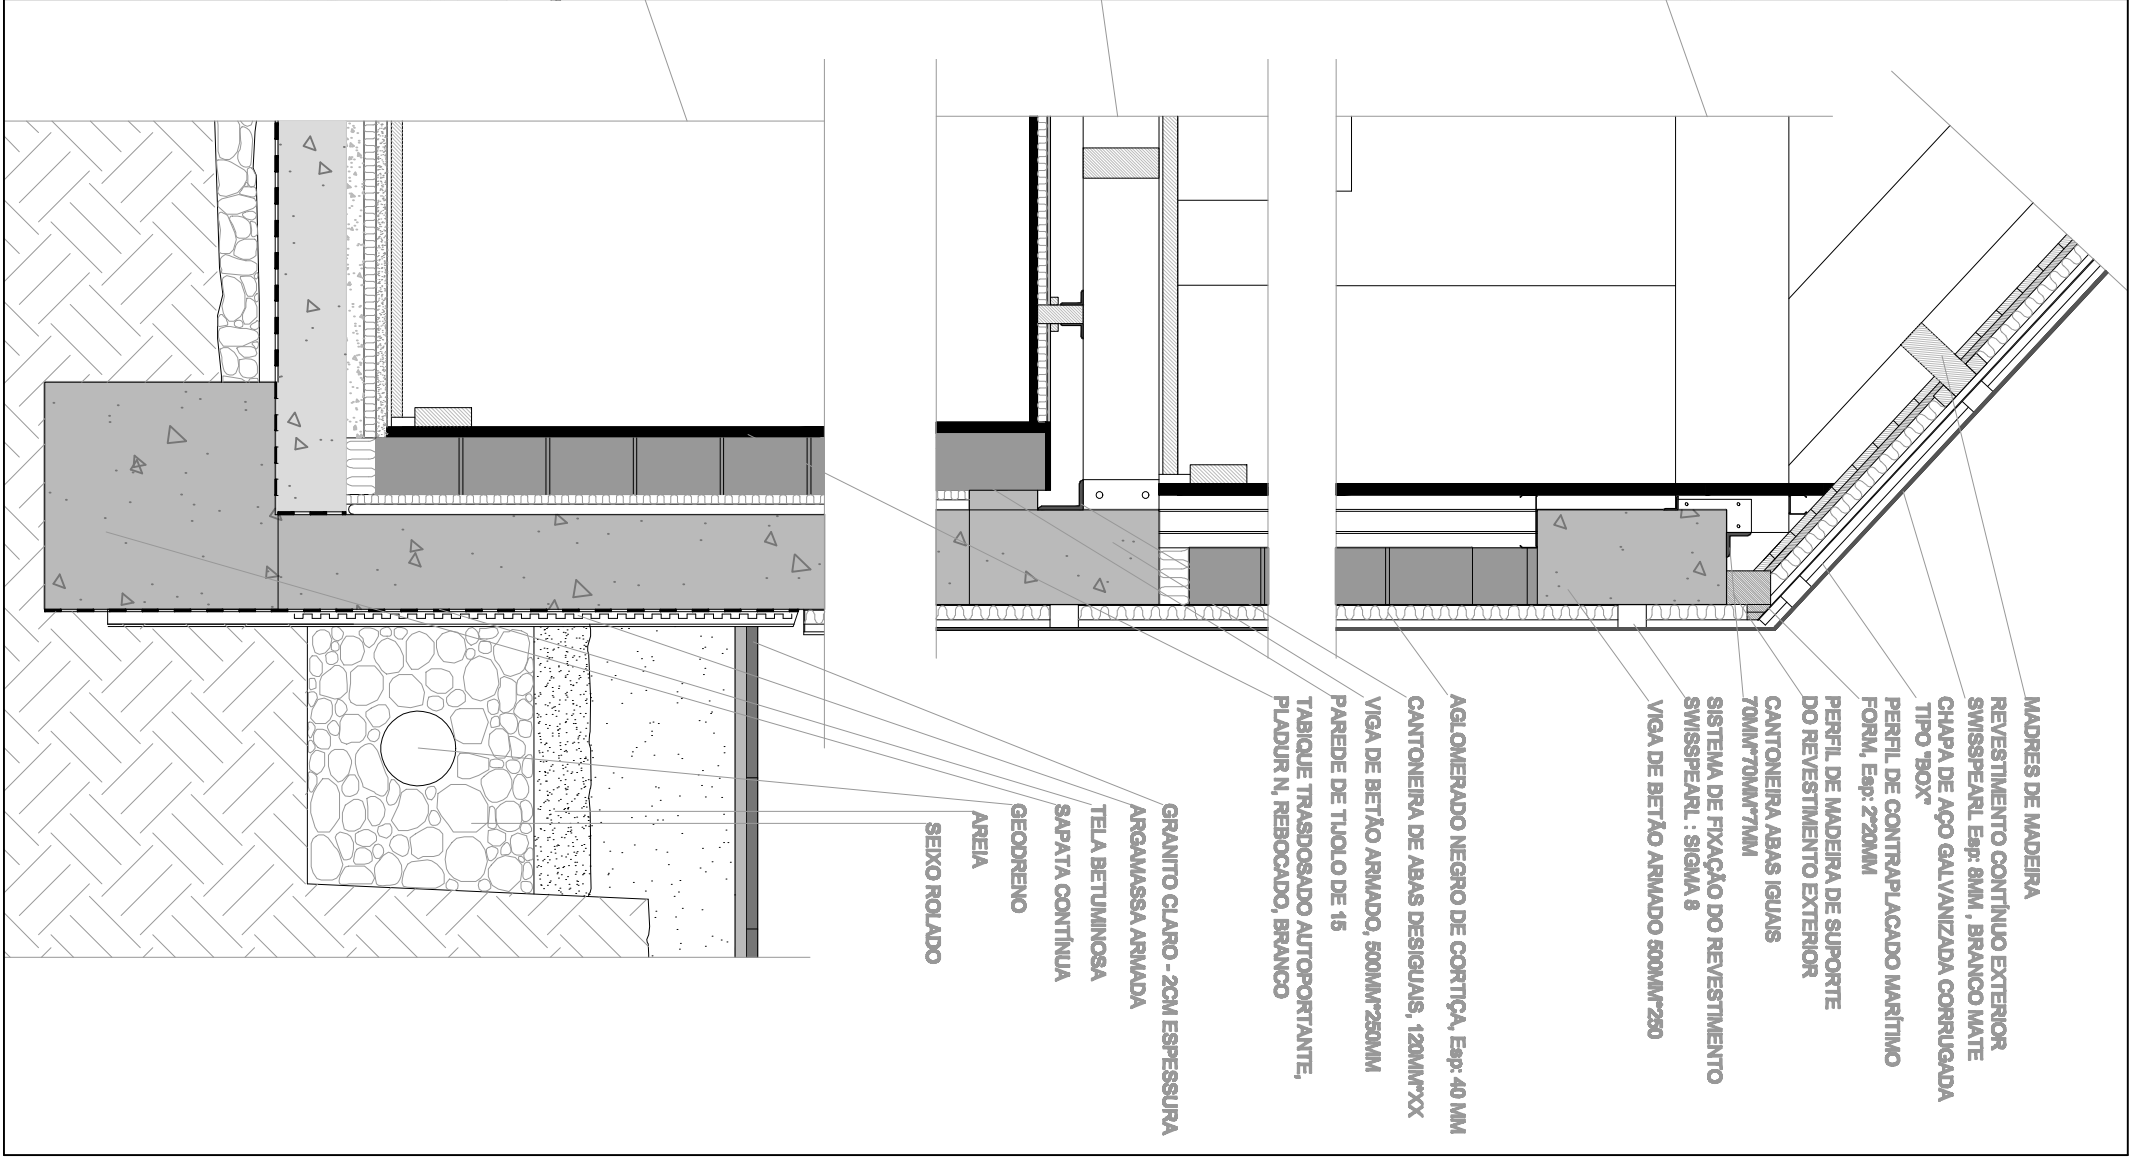 MADRES DE MADEIRA
REVESTIMENTO CONTÍNUO EXTERIOR
SWISSPEARL Esp: 8MM , BRANCO MATE
CHAPA DE AÇO GALVANIZADA CORRUGADA
TIPO "BOX"
PERFIL DE CONTRAPLACADO MARÍTIMO
FORM, Esp: 2*20MM
PERFIL DE MADEIRA DE SUPORTE
DO REVESTIMENTO EXTERIOR
CANTONEIRA ABAS IGUAIS
70MM*70MM*7MM
SISTEMA DE FIXAÇÃO DO REVESTIMENTO
SWISSPEARL : SIGMA 8
VIGA DE BETÃO ARMADO 500MM*250
AGLOMERADO NEGRO DE CORTIÇA, Esp: 40 MM
CANTONEIRA DE ABAS DESIGUAIS, 120MM*XX
VIGA DE BETÃO ARMADO, 500MM*250MM
PAREDE DE TIJOLO DE 15
TABIQUE TRASDOSADO AUTOPORTANTE,
PLADUR N, REBOCADO, BRANCO
GRANITO CLARO - 2CM ESPESSURA
ARGAMASSA ARMADA
TELA BETUMINOSA
SAPATA CONTÍNUA
GEODRENO
AREIA
SEIXO ROLADO